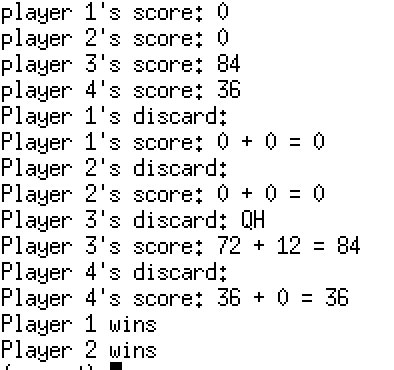 player 1's score: 0
player 2's score: 0
player 3's score: 84
player 4's score: 36
Player 1's discard:
Player 1's score: 0 + 0 = 0
Player 2's discard:
Player 2's score: 0 + 0 = 0
Player 3's discard: QH
Player 3's score: 72 + 12 = 84
Player 4's discard:
Player 4's score: 36 + 0 = 36
Player 1 wins
Player 2 wins